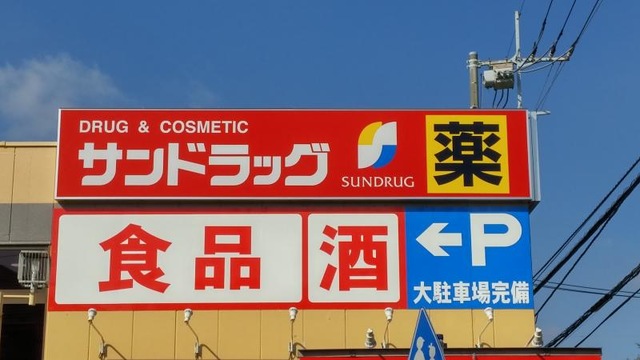 DRUG & COSMETIC
サンドラッグ
SUNDRUG
薬
食品
酒
←P
大駐車場完備